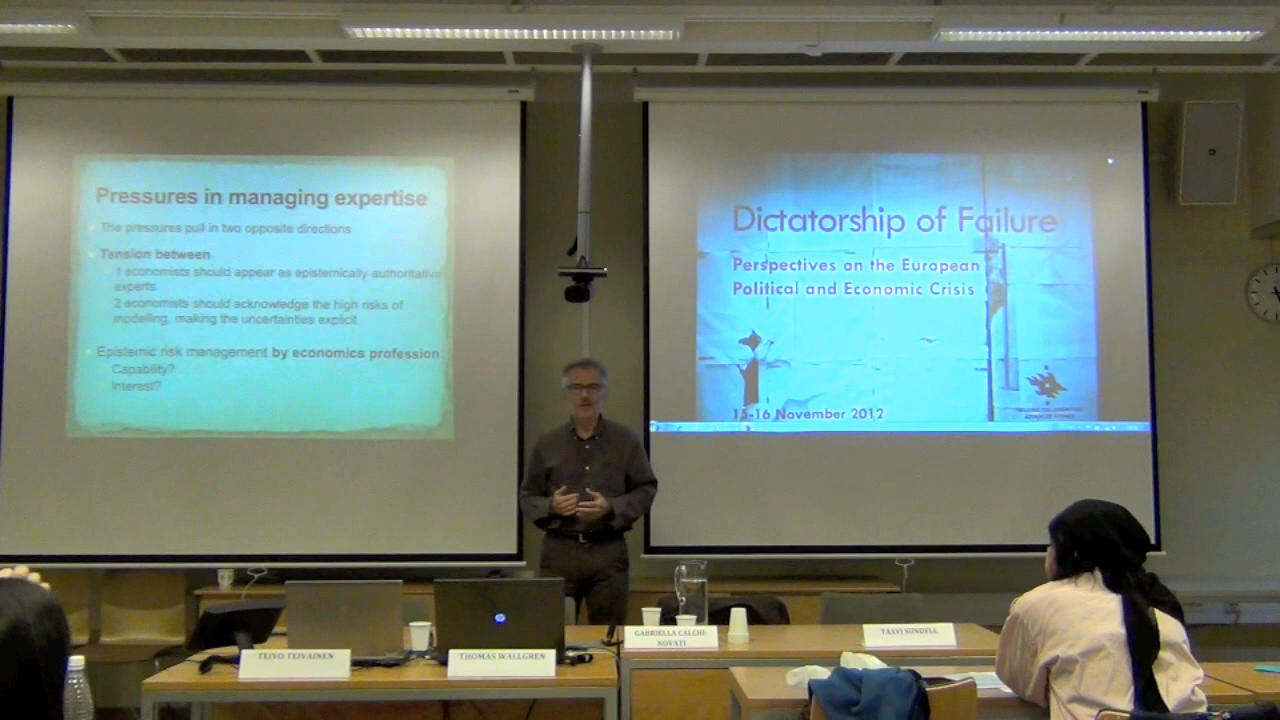 Pressures in managing expertise
The pressures pull in two opposite directions
Tension between
1 economists should appear as epistemically authoritative
experts
2 economists should acknowledge the high risks of
modelling, making the uncertainties explicit
Epistemic risk management by economics profession
Capability?
Interest?
Dictatorship of Failure
Perspectives on the European
Political and Economic Crisis
15-16 November 2012
TEIVO TEIVAINEN
THOMAS WALLGREN
GABRIELLA CALCHI-
NOVATI
TAAVI SUNDELL
hp